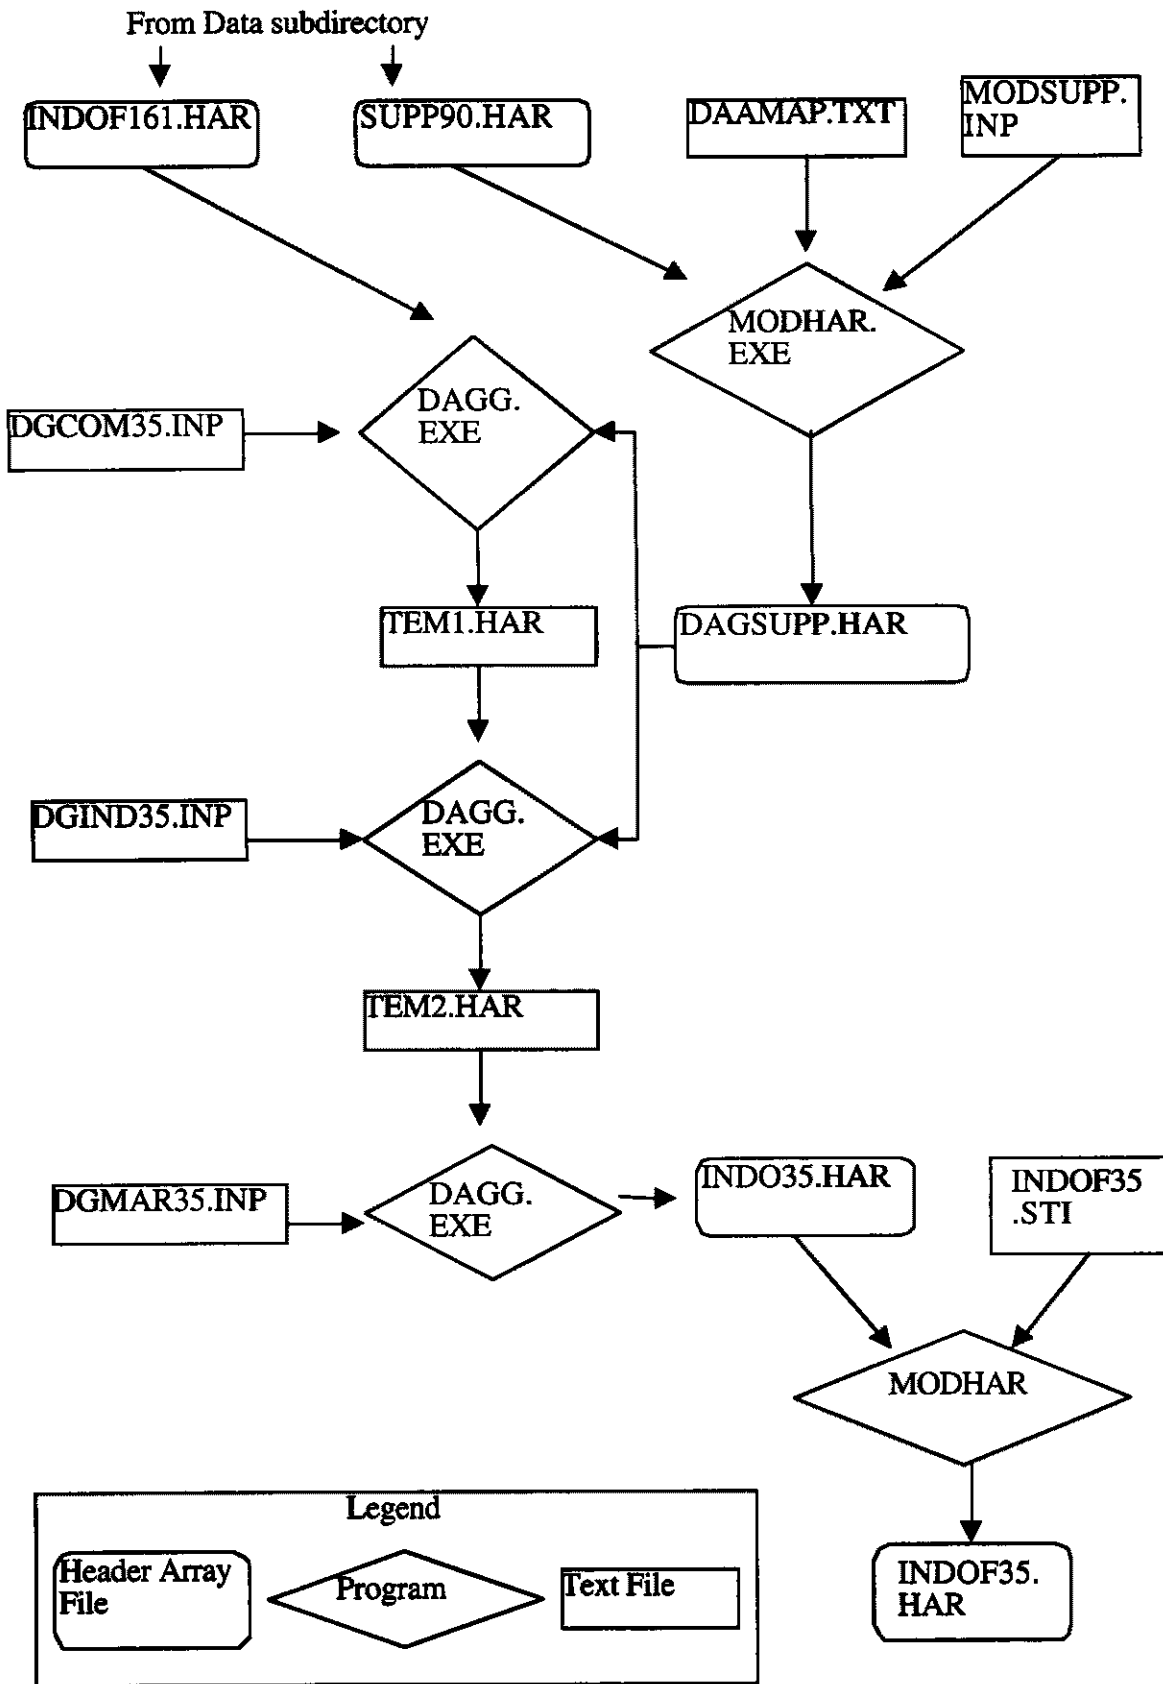 From Data subdirectory
INDOF161.HAR
SUPP90.HAR
DAAMAP.TXT
MODSUPP.
INP
MODHAR.
EXE
DAGG.
EXE
DGCOM35.INP
TEM1.HAR
DAGSUPP.HAR
DGIND35.INP
DAGG.
EXE
TEM2.HAR
DGMAR35.INP
DAGG.
EXE
INDO35.HAR
INDOF35
.STI
MODHAR
Legend
Header Array
File
Program
Text File
INDOF35.
HAR